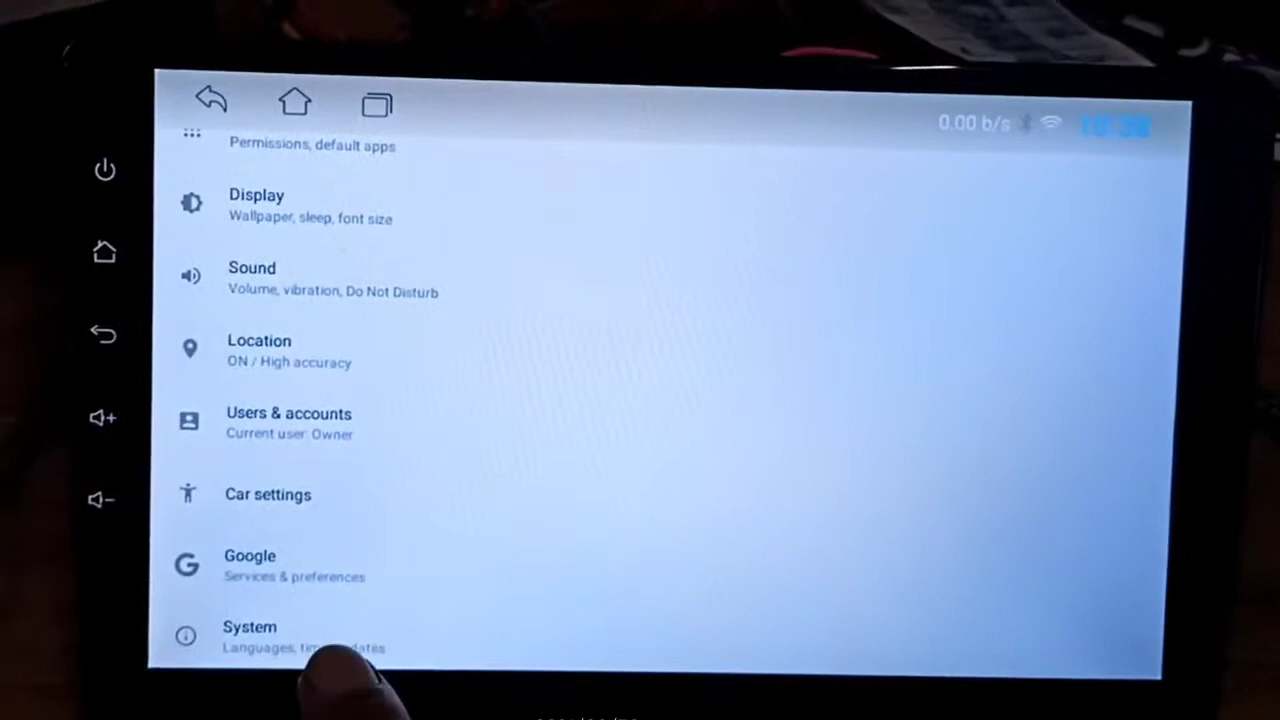 0.00 b/s
Permissions, default apps
Display
Wallpaper, sleep, font size
Sound
Volume, vibration, Do Not Disturb
Location
ON / High accuracy
Users & accounts
Current user: Owner
Car settings
Google
Services & preferences
System
Languages,